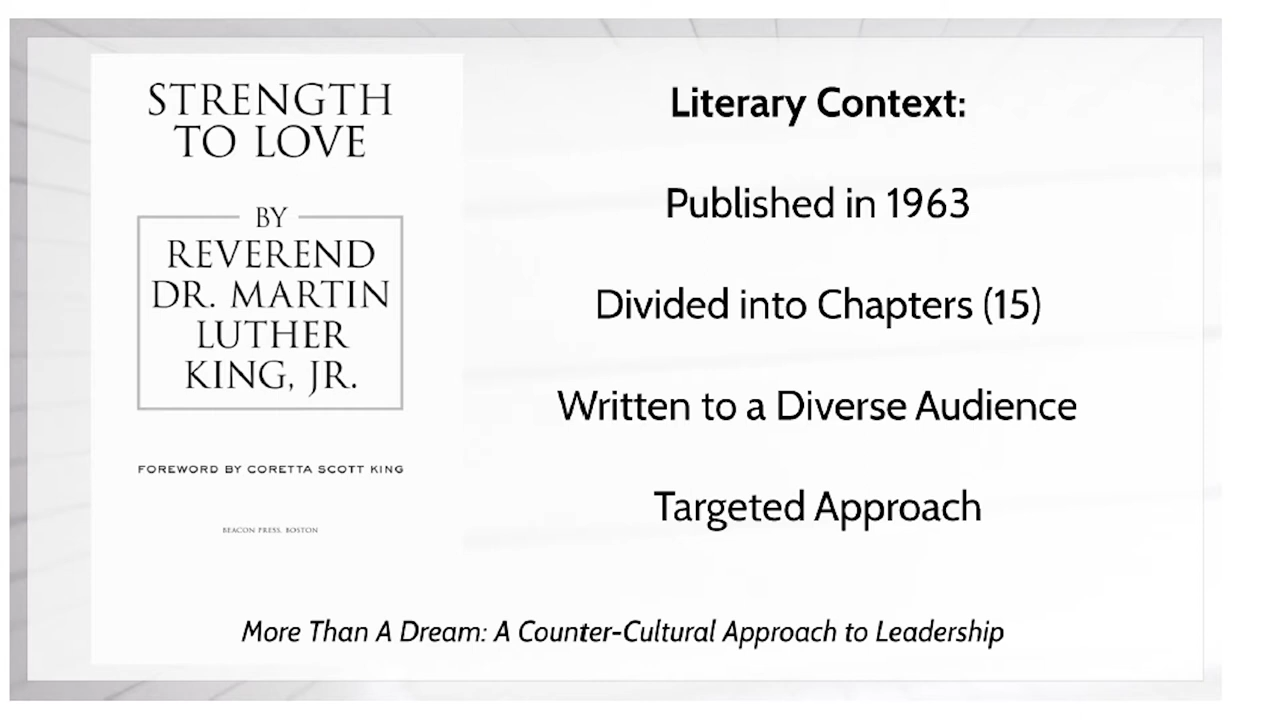 STRENGTH
TO LOVE
BY
REVEREND
DR. MARTIN
LUTHER
KING, JR.
FOREWORD BY CORETTA SCOTT KING
BEACON PRESS, BOSTON
Literary Context:
Published in 1963
Divided into Chapters (15)
Written to a Diverse Audience
Targeted Approach
More Than A Dream: A Counter-Cultural Approach to Leadership